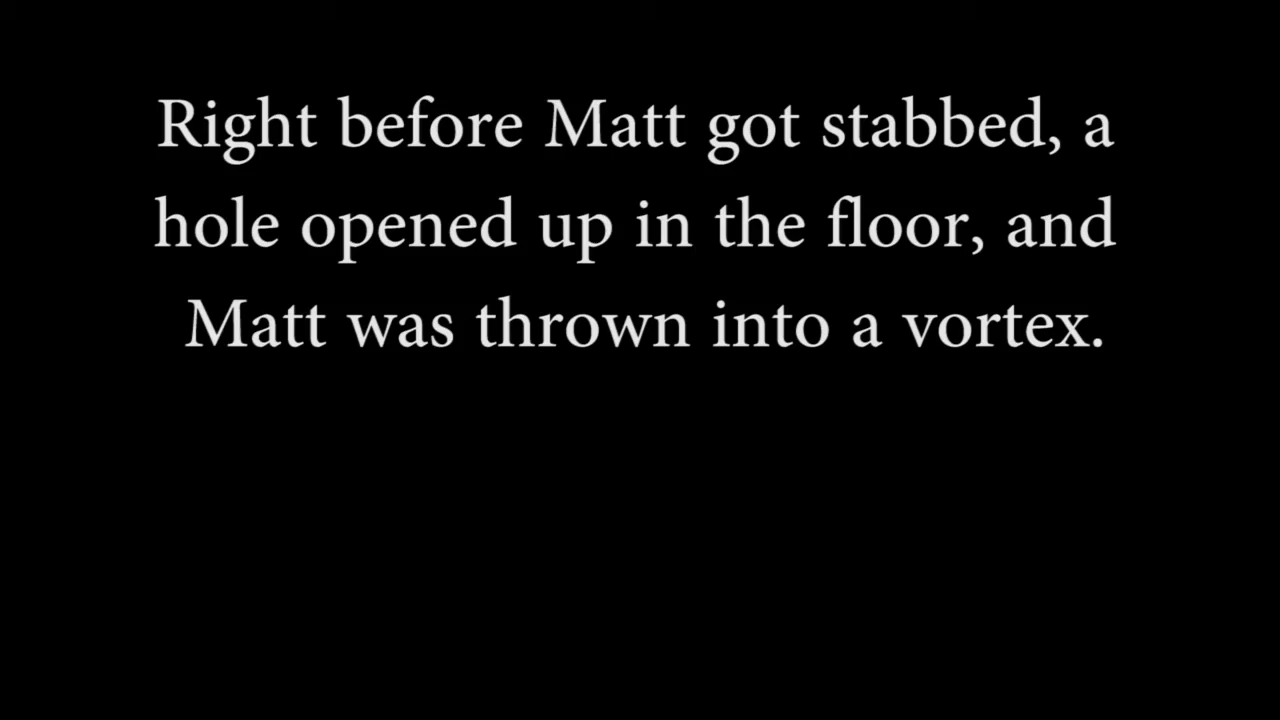 Right before Matt got stabbed, a
hole opened up in the floor, and
Matt was thrown into a vortex.